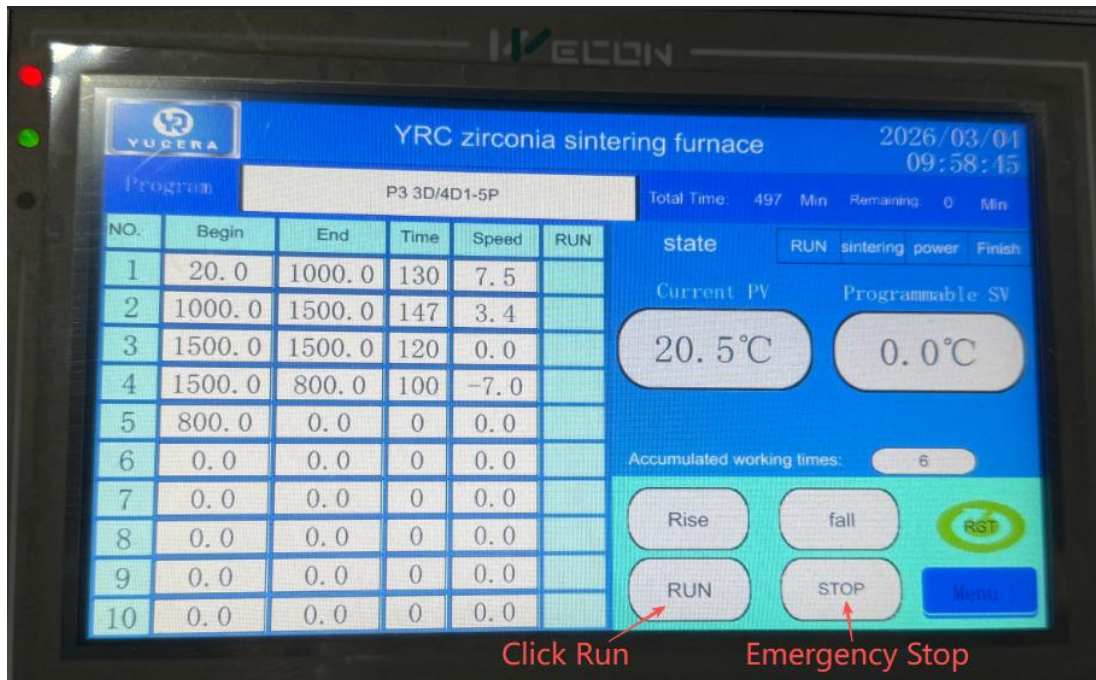 WECON
YUCERA
YRC zirconia sintering furnace
2026/03/04
09:58:45
Program
P3 3D/4D1-5P
Total Time: 497 Min Remaining: 0 Min
NO. Begin End Time Speed RUN
1 20.0 1000.0 130 7.5
2 1000.0 1500.0 147 3.4
3 1500.0 1500.0 120 0.0
4 1500.0 800.0 100 -7.0
5 800.0 0.0 0 0.0
6 0.0 0.0 0 0.0
7 0.0 0.0 0 0.0
8 0.0 0.0 0 0.0
9 0.0 0.0 0 0.0
10 0.0 0.0 0 0.0
state RUN sintering power Finish
Current PV Programmable SV
20.5℃ 0.0℃
Accumulated working times: 6
Rise fall RST
RUN STOP Menu
Click Run Emergency Stop